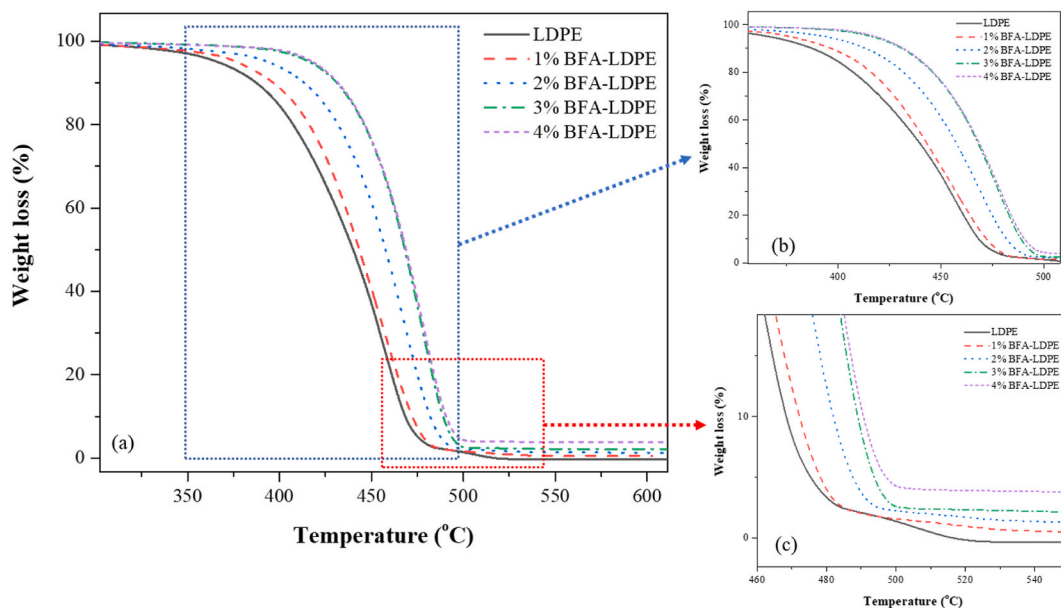 100
80
60
40
20
0
Weight loss (%)
350
400
450
500
550
600
Temperature (°C)
(a)
LDPE
1% BFA-LDPE
2% BFA-LDPE
3% BFA-LDPE
4% BFA-LDPE
100
80
60
40
20
0
Weight loss (%)
400
450
500
Temperature (°C)
(b)
LDPE
1% BFA-LDPE
2% BFA-LDPE
3% BFA-LDPE
4% BFA-LDPE
10
0
Weight loss (%)
460
480
500
520
540
Temperature (°C)
(c)
LDPE
1% BFA-LDPE
2% BFA-LDPE
3% BFA-LDPE
4% BFA-LDPE